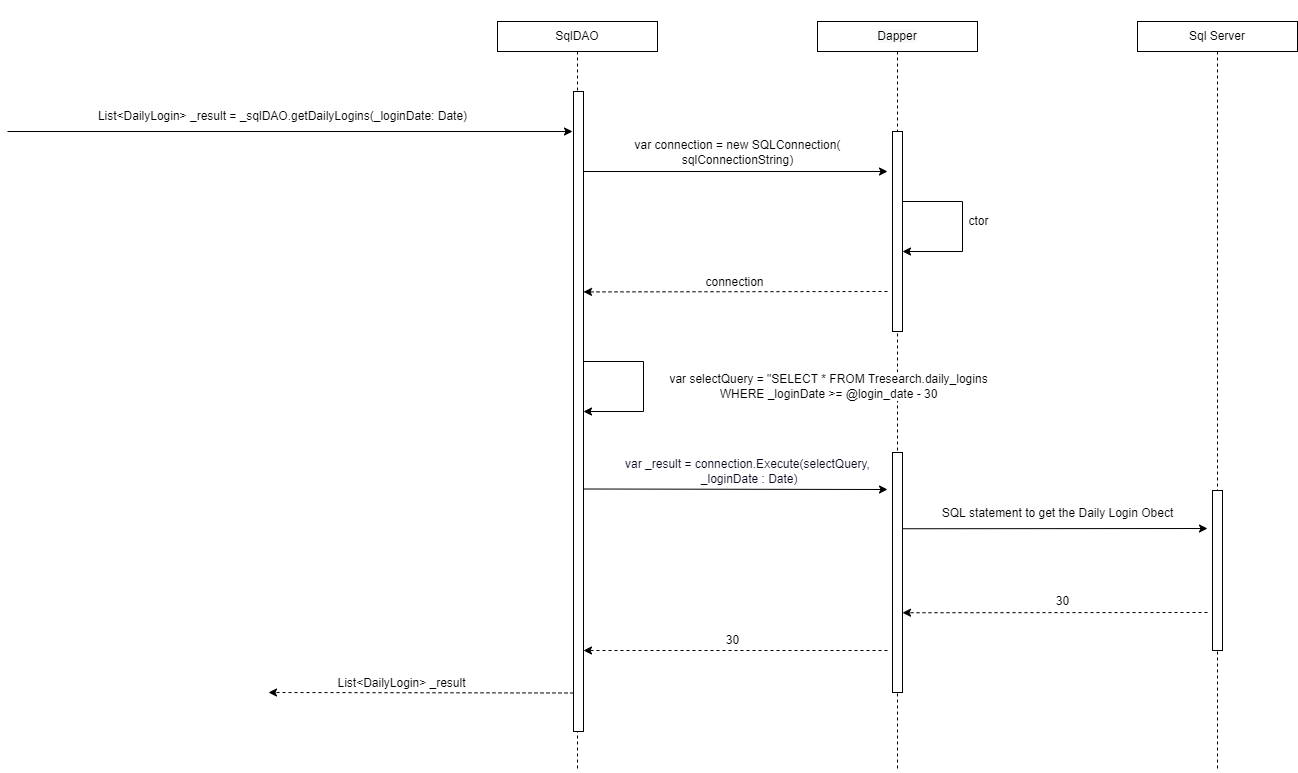 SqlDAO
Dapper
Sql Server
List<DailyLogin> _result = _sqlDAO.getDailyLogins(_loginDate: Date)
var connection = new SQLConnection(
sqlConnectionString)
ctor
connection
var selectQuery = "SELECT * FROM Tresearch.daily_logins
WHERE _loginDate >= @login_date - 30
var _result = connection.Execute(selectQuery,
_loginDate : Date)
SQL statement to get the Daily Login Obect
30
30
List<DailyLogin> _result